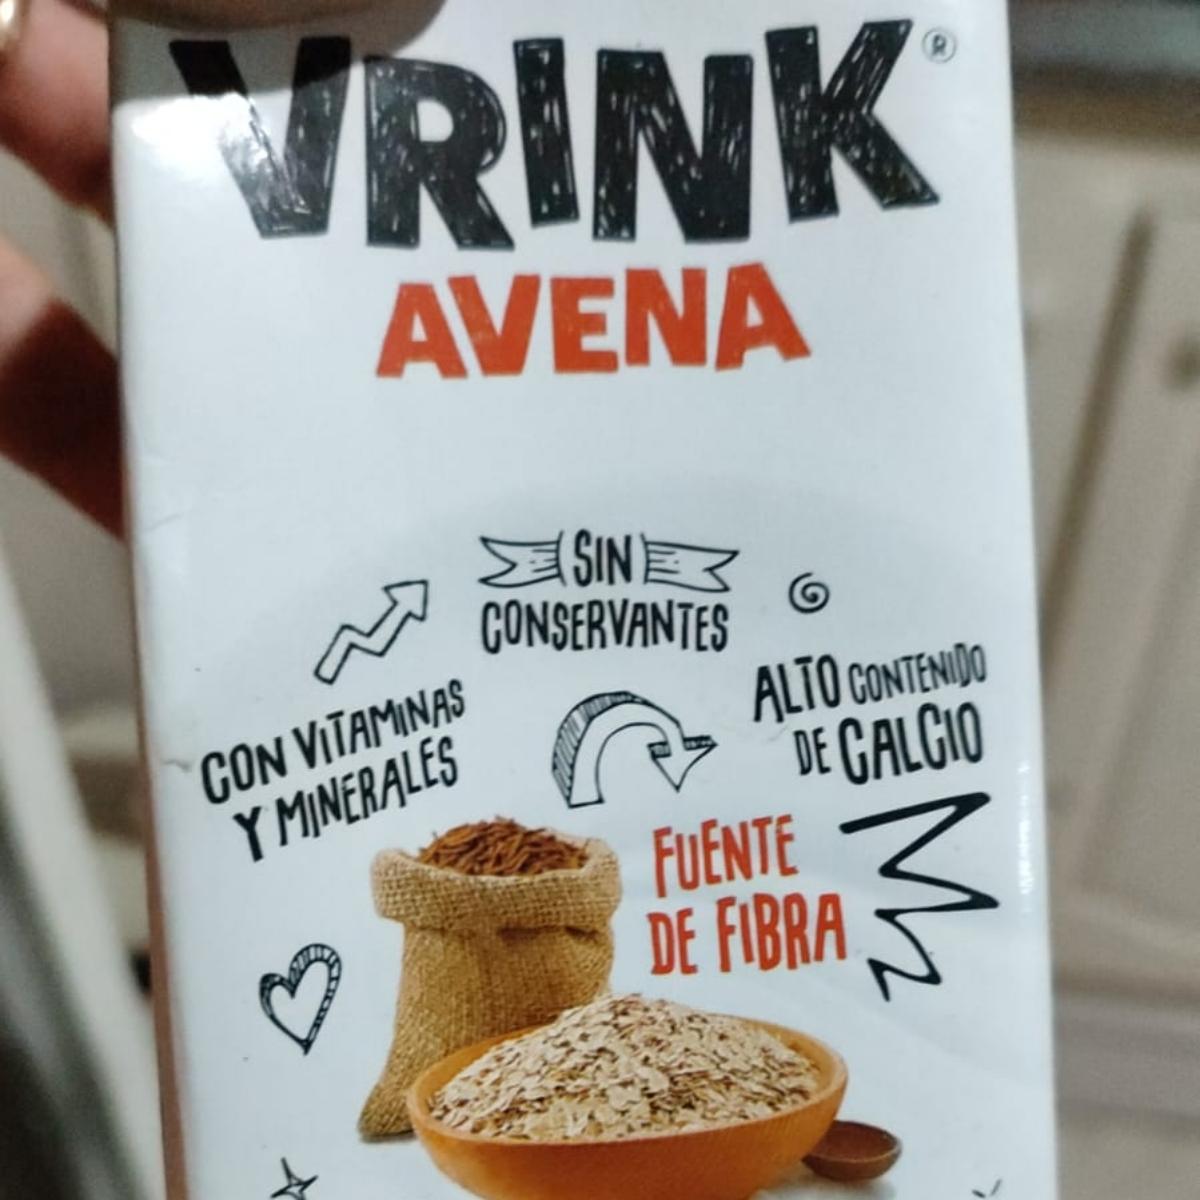 VRINK®
AVENA
SIN
CONSERVANTES
CON VITAMINAS
Y MINERALES
ALTO CONTENIDO
DE CALCIO
FUENTE
DE FIBRA